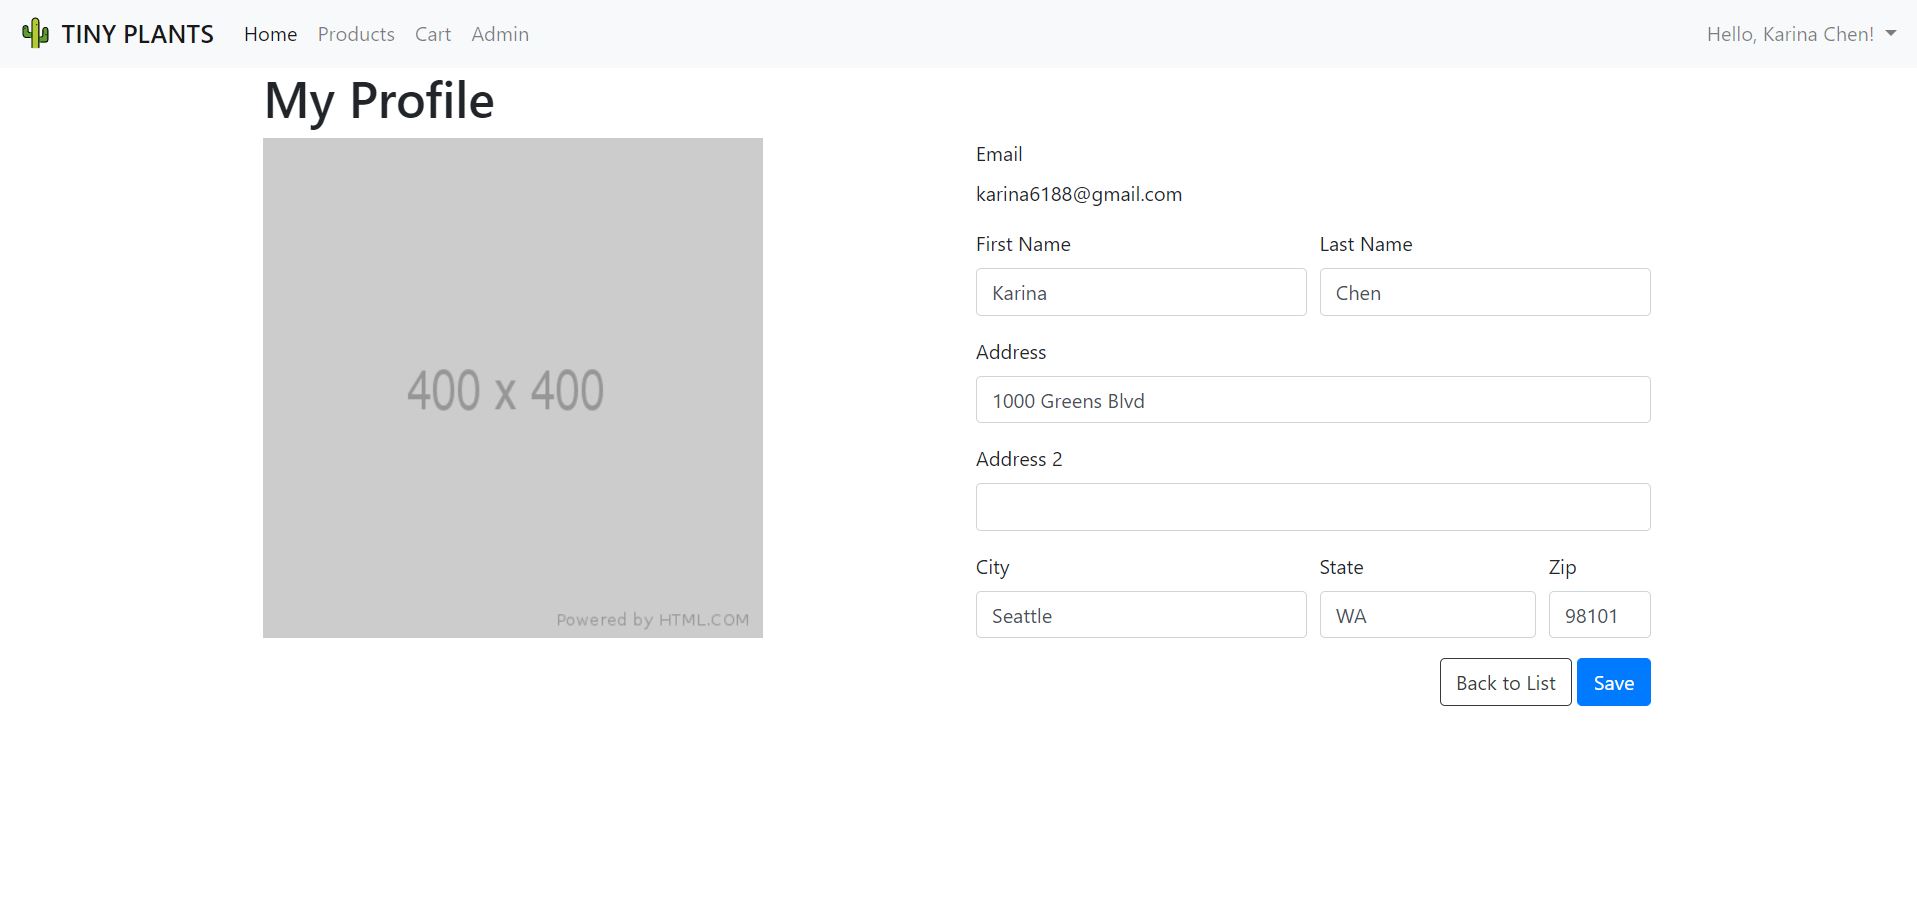 TINY PLANTS Home Products Cart Admin Hello, Karina Chen!
My Profile
400 x 400
Powered by HTML.COM
Email
karina6188@gmail.com
First Name Last Name
Karina Chen
Address
1000 Greens Blvd
Address 2
City State Zip
Seattle WA 98101
Back to List Save